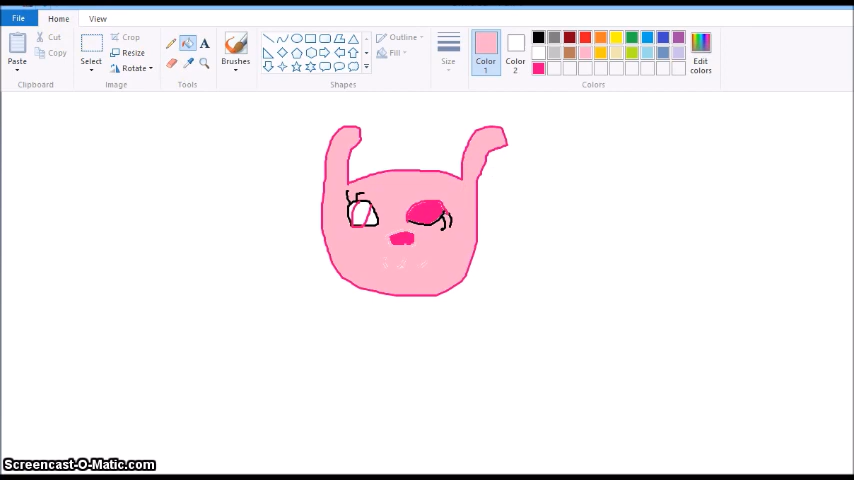 File Home View
Paste Cut Copy Clipboard
Select Crop Resize Rotate Image
A Tools
Brushes
Outline Fill Shapes
Size
Color 1 Color 2 Edit colors Colors
Screencast-O-Matic.com